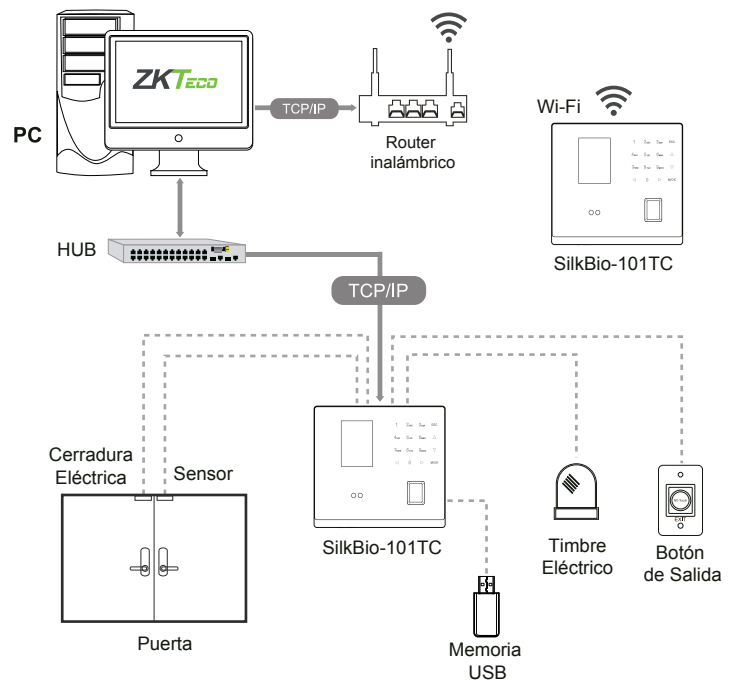 ZKTECO
TCP/IP
PC
Router
inalámbrico
Wi-Fi
SilkBio-101TC
HUB
TCP/IP
Cerradura
Eléctrica
Sensor
SilkBio-101TC
EXIT
Timbre
Eléctrico
Botón
de Salida
Puerta
Memoria
USB